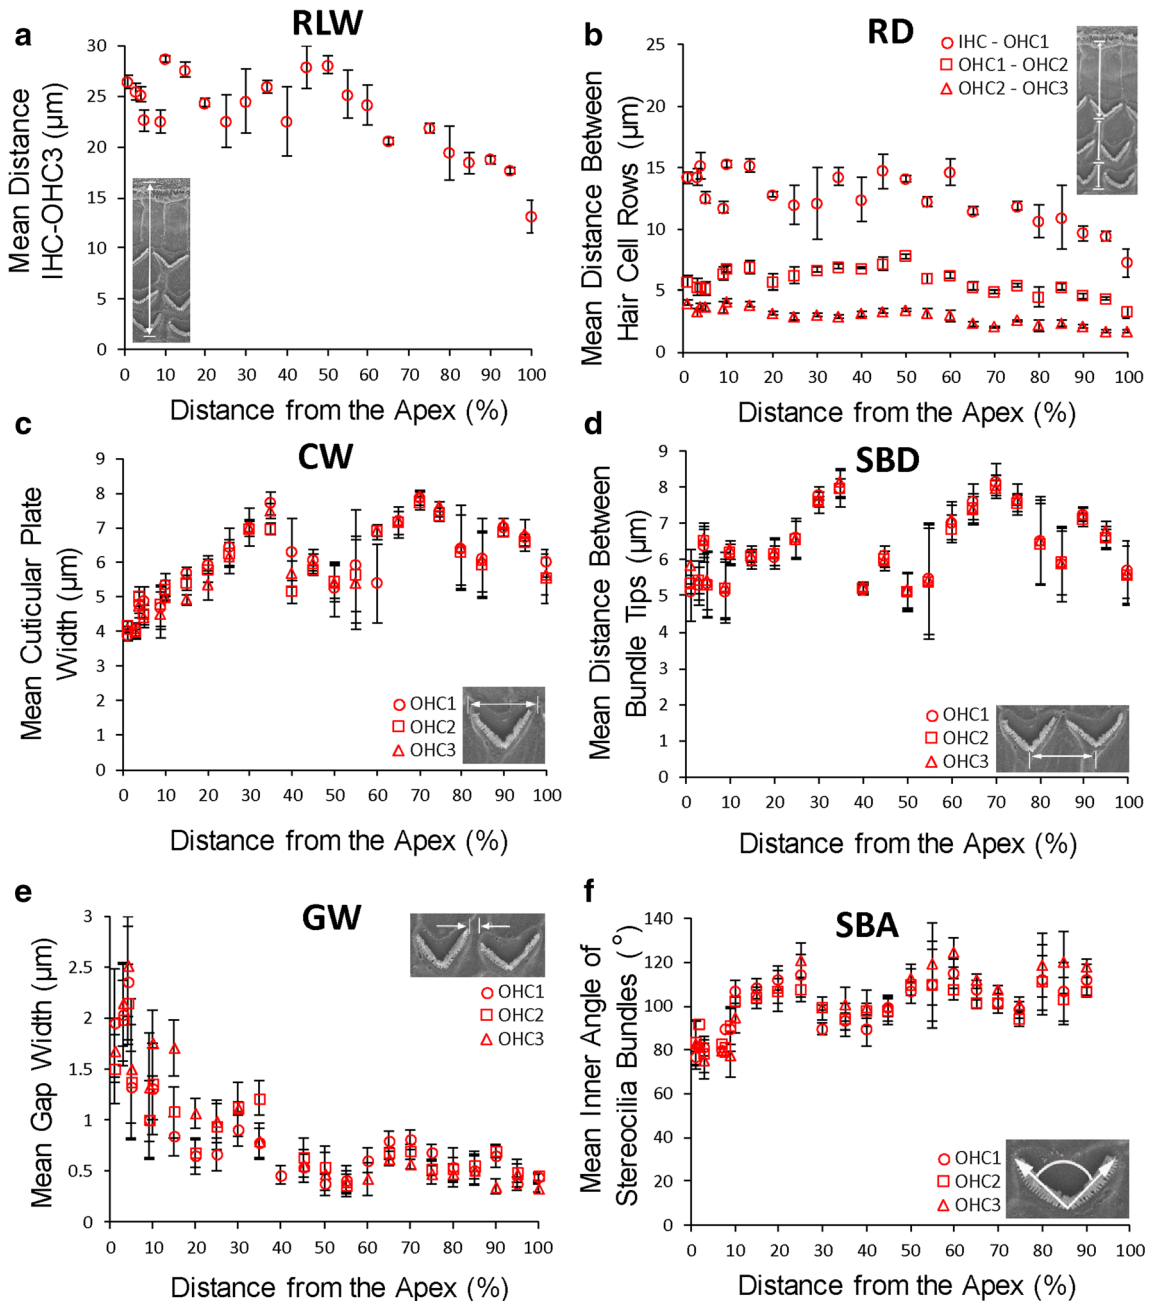 a
RLW
Mean Distance
IHC-OHC3 (µm)
30
25
20
15
10
5
0
0 10 20 30 40 50 60 70 80 90 100
Distance from the Apex (%)
b
RD
IHC - OHC1
OHC1 - OHC2
OHC2 - OHC3
Mean Distance Between
Hair Cell Rows (µm)
25
20
15
10
5
0
0 10 20 30 40 50 60 70 80 90 100
Distance from the Apex (%)
c
CW
Mean Cuticular Plate
Width (µm)
9
8
7
6
5
4
3
2
1
0
OHC1
OHC2
OHC3
0 10 20 30 40 50 60 70 80 90 100
Distance from the Apex (%)
d
SBD
Mean Distance Between
Bundle Tips (µm)
9
8
7
6
5
4
3
2
1
0
OHC1
OHC2
OHC3
0 10 20 30 40 50 60 70 80 90 100
Distance from the Apex (%)
e
GW
Mean Gap Width (µm)
3
2.5
2
1.5
1
0.5
0
OHC1
OHC2
OHC3
0 10 20 30 40 50 60 70 80 90 100
Distance from the Apex (%)
f
SBA
Mean Inner Angle of
Stereocilia Bundles (°)
140
120
100
80
60
40
20
0
OHC1
OHC2
OHC3
0 10 20 30 40 50 60 70 80 90 100
Distance from the Apex (%)